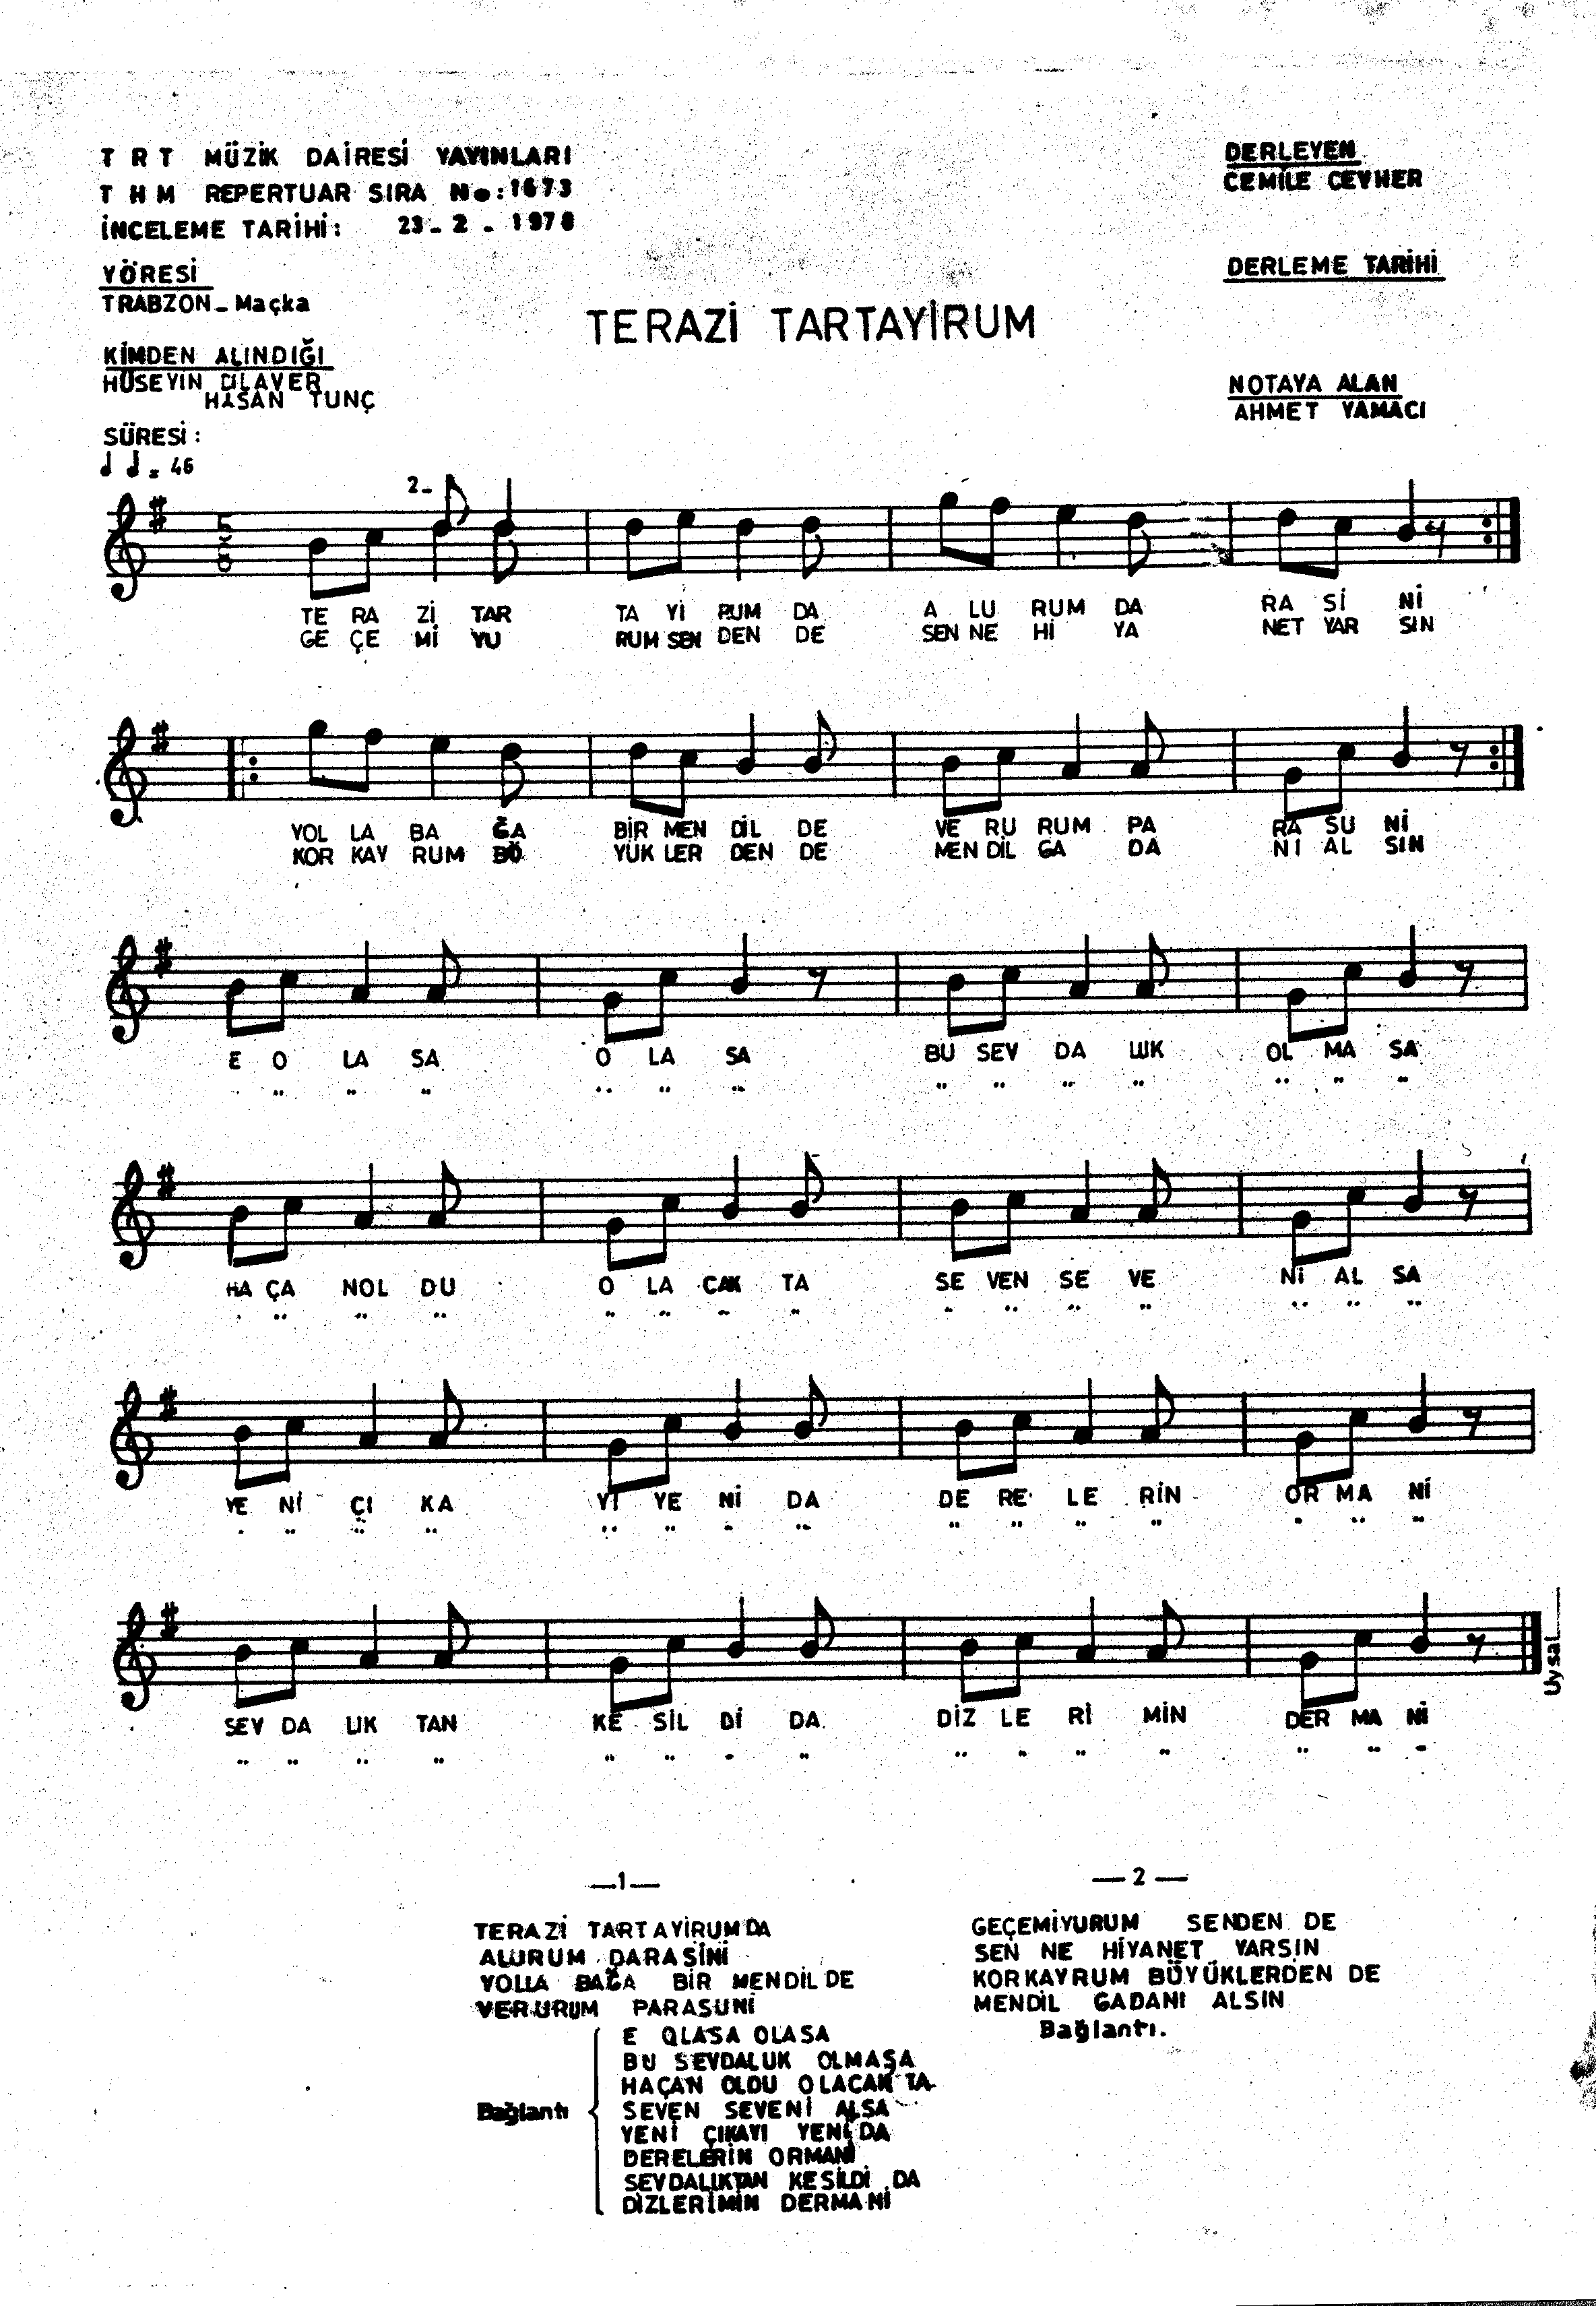 T R T MÜZİK DAİRESİ YAYINLARI
T H M REPERTUAR SIRA No: 1673
İNCELEME TARİHİ: 23-2-1978
YÖRESİ
TRABZON-Maçka
KİMDEN ALINDIĞI
HÜSEYİN DİLAVER
HASAN TUNÇ
SÜRESİ:
46
DERLEYEN
CEMİLE CEVHER
DERLEME TARİHİ
NOTAYA ALAN
AHMET YAMACI
TERAZİ TARTAYİRUM
2-
5
8
TE RA Zİ TAR TA Yİ RUM DA A LU RUM DA RA Sİ Nİ
GE ÇE Mİ YU RUM SEN DEN DE SEN NE Hİ YA NET YAR SIN
YOL LA BA ĞA BİR MEN DİL DE VE RU RUM PA RA SU Nİ
KOR KAY RUM BÜ YÜK LER DEN DE MEN DİL GA DA NI AL SIN
E O LA SA O LA SA BU SEV DA LUK OL MA SA
HA ÇA NOL DU O LA CAK TA SE VEN SE VE Nİ AL SA
YE Nİ ÇI KA YI YE Nİ DA DE RE LE RİN OR MA Nİ
SEV DA LIK TAN KE SİL Dİ DA DİZ LE Rİ MİN DER MA Nİ
Uysal
—1—
TERAZİ TARTAYİRUM DA
ALURUM DARASİNİ
YOLLA BAĞA BİR MENDİL DE
VERURUM PARASUNİ
Bağlantı
E OLASA OLASA
BU SEVDALUK OLMASA
HAÇAN OLDU OLACAK TA
SEVEN SEVENİ ALSA
YENİ ÇIKAYI YENİ DA
DERELERİN ORMANİ
SEVDALIKTAN KESİLDİ DA
DİZLERİMİN DERMANİ
—2—
GEÇEMİYURUM SENDEN DE
SEN NE HİYANET YARSIN
KORKAYRUM BÜYÜKLERDEN DE
MENDİL GADANI ALSIN
Bağlantı.